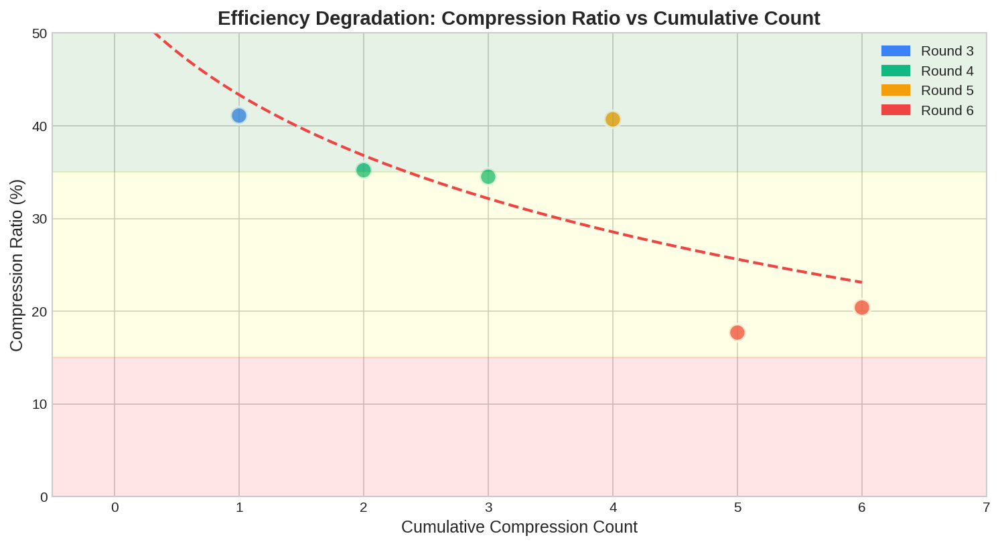 Efficiency Degradation: Compression Ratio vs Cumulative Count
Round 3
Round 4
Round 5
Round 6
Compression Ratio (%)
50
40
30
20
10
0
0 1 2 3 4 5 6 7
Cumulative Compression Count